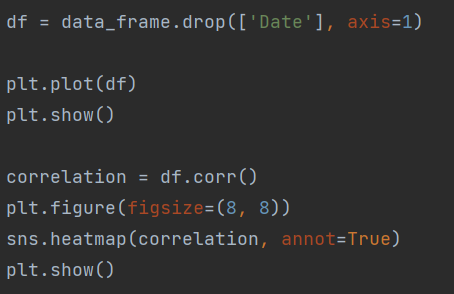 df = data_frame.drop(['Date'], axis=1)
plt.plot(df)
plt.show()
correlation = df.corr()
plt.figure(figsize=(8, 8))
sns.heatmap(correlation, annot=True)
plt.show()